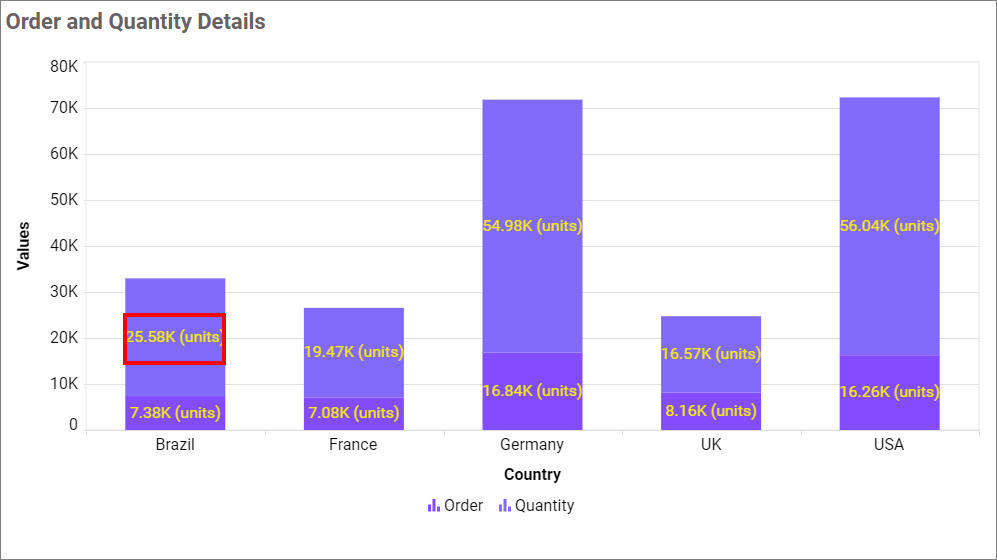 Order and Quantity Details
80K
70K
60K
50K
40K
30K
20K
10K
0
Values
54.98K (units)
56.04K (units)
25.58K (units)
19.47K (units)
16.57K (units)
7.38K (units)
7.08K (units)
16.84K (units)
8.16K (units)
16.26K (units)
Brazil France Germany UK USA
Country
Order Quantity